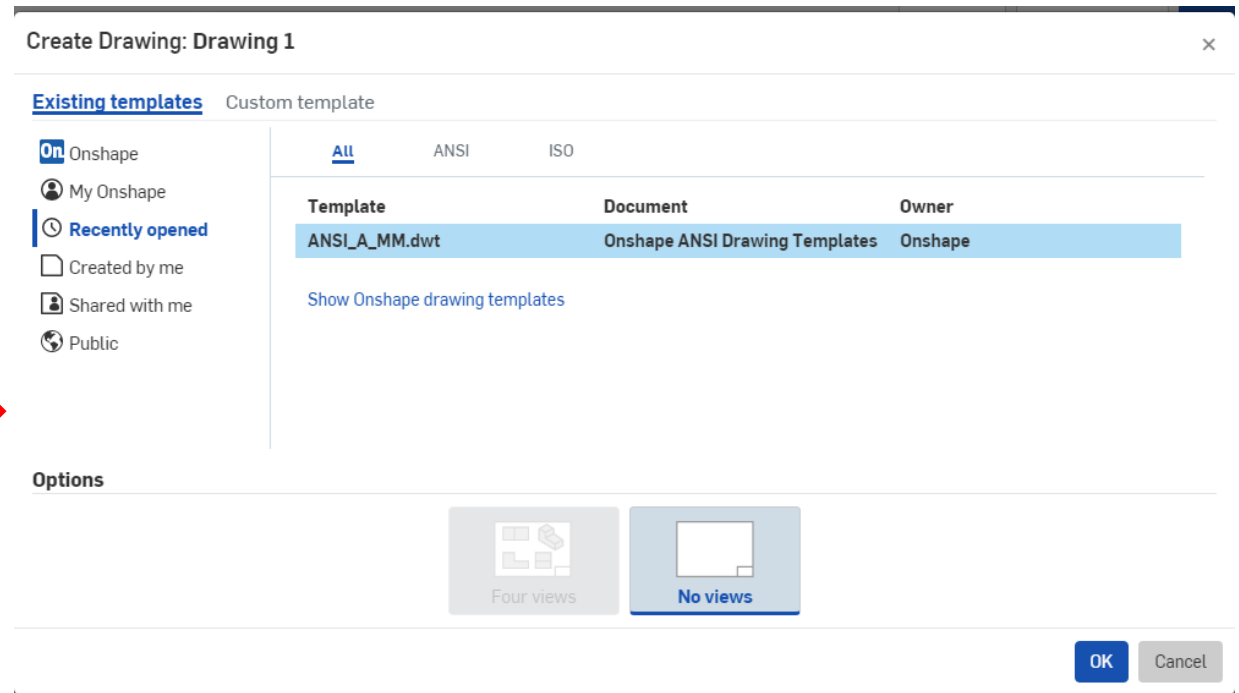 Create Drawing: Drawing 1
×
Existing templates Custom template
On Onshape
My Onshape
Recently opened
Created by me
Shared with me
Public
All ANSI ISO
Template Document Owner
ANSI_A_MM.dwt Onshape ANSI Drawing Templates Onshape
Show Onshape drawing templates
Options
Four views
No views
OK Cancel